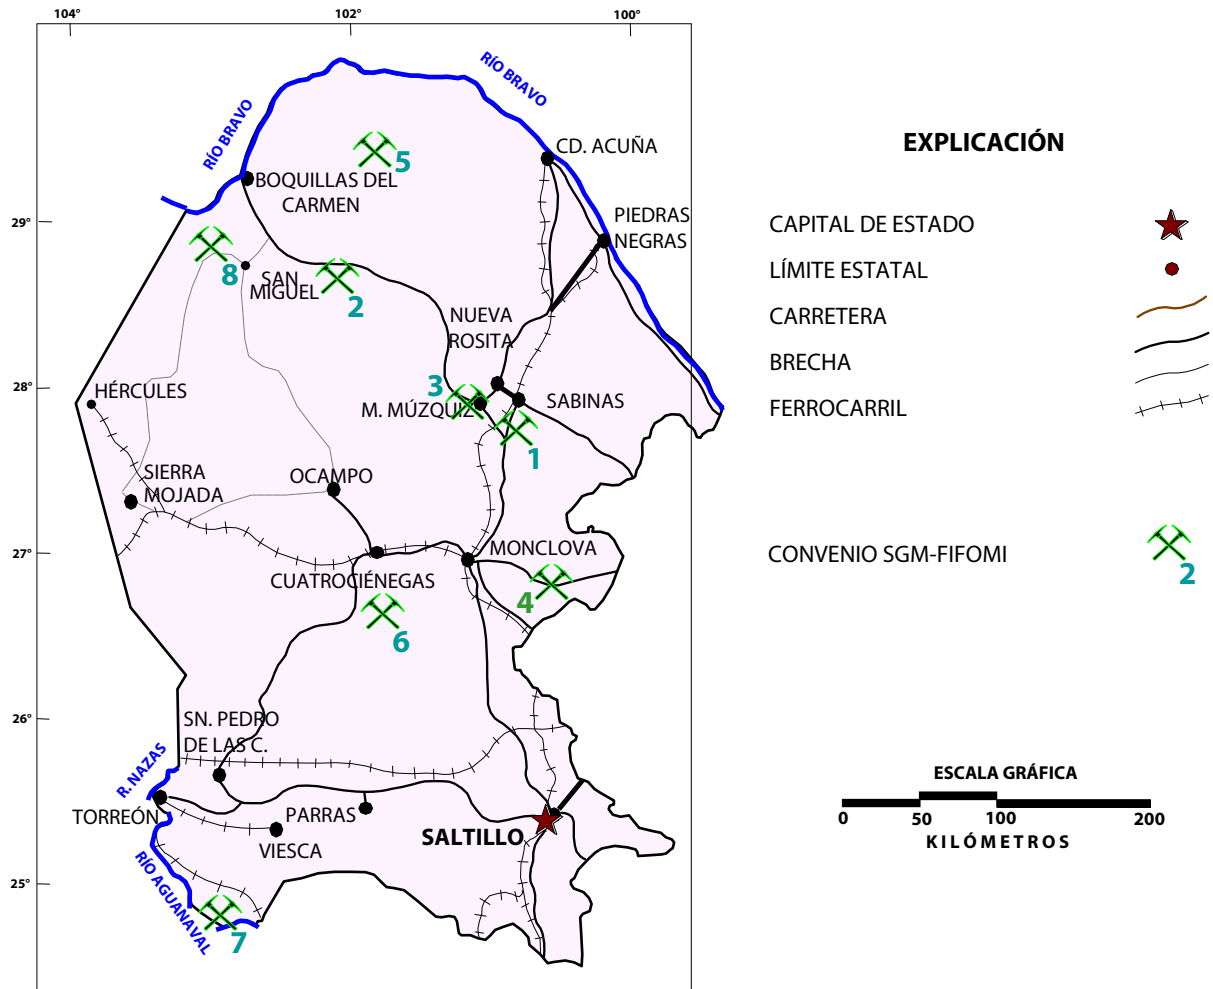 104°
102°
100°
RÍO BRAVO
RÍO BRAVO
CD. ACUÑA
5
BOQUILLAS DEL
CARMEN
29°
PIEDRAS
NEGRAS
8
SAN
MIGUEL
2
NUEVA
ROSITA
28°
HÉRCULES
3
M. MÚZQUIZ
SABINAS
1
SIERRA
MOJADA
OCAMPO
27°
MONCLOVA
CUATROCIÉNEGAS
4
6
26°
SN. PEDRO
DE LAS C.
R. NAZAS
TORREÓN
PARRAS
VIESCA
SALTILLO
25°
RÍO AGUANAVAL
7
EXPLICACIÓN
CAPITAL DE ESTADO
LÍMITE ESTATAL
CARRETERA
BRECHA
FERROCARRIL
CONVENIO SGM-FIFOMI
2
ESCALA GRÁFICA
0 50 100 200
KILÓMETROS